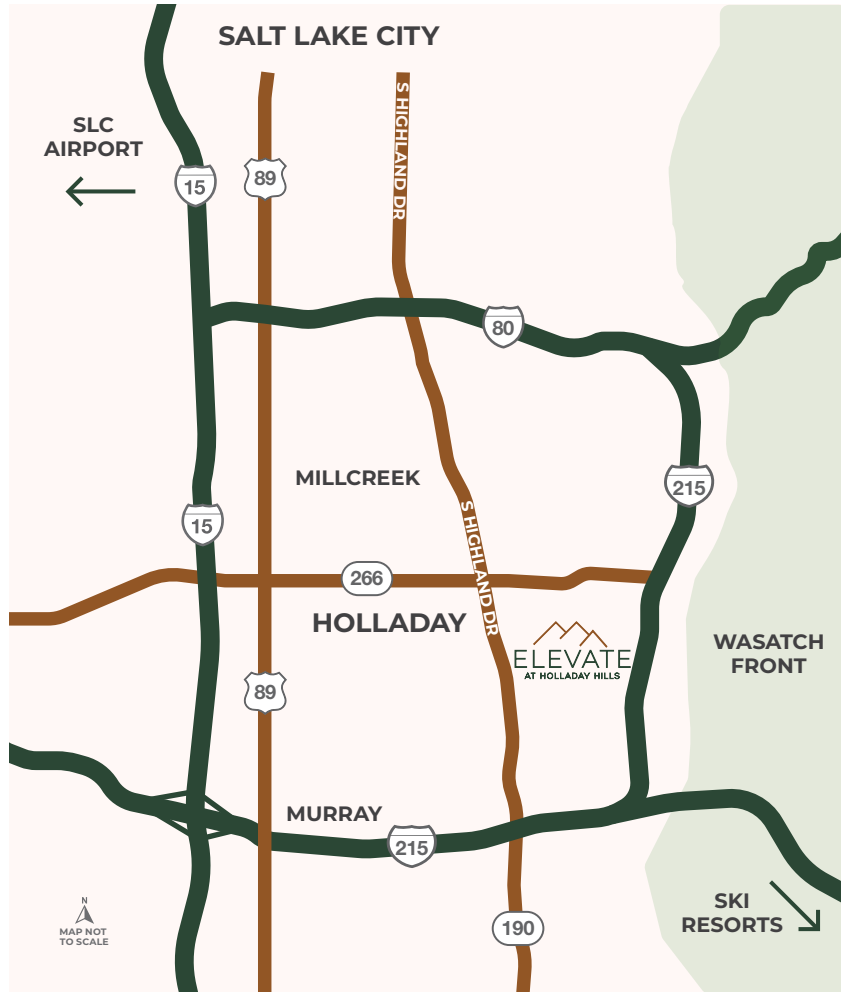 SALT LAKE CITY
S HIGHLAND DR
SLC
AIRPORT
89
15
80
MILLCREEK
215
15
S HIGHLAND DR
266
HOLLADAY
ELEVATE
AT HOLLADAY HILLS
WASATCH
FRONT
89
MURRAY
215
SKI
RESORTS
190
N
MAP NOT
TO SCALE